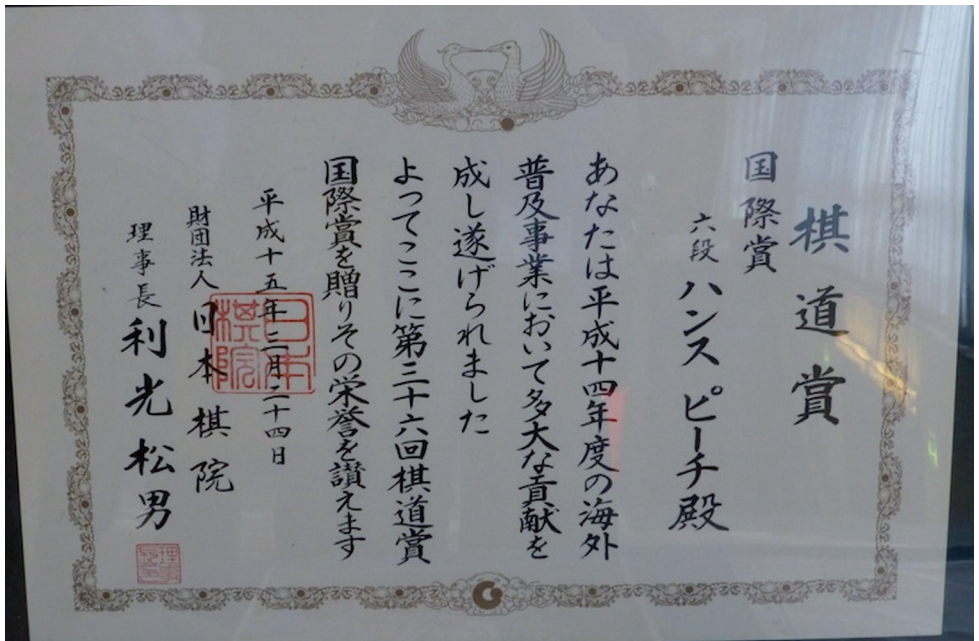 棋道賞
国際賞
六段 ハンス ピーチ殿
あなたは平成十四年度の海外
普及事業において多大な貢献を
成し遂げられました
よってここに第三十六回棋道賞
国際賞を贈りその栄誉を讃えます
平成十五年二月二十四日
財団法人 日本棋院
理事長 利光松男
日本棋院